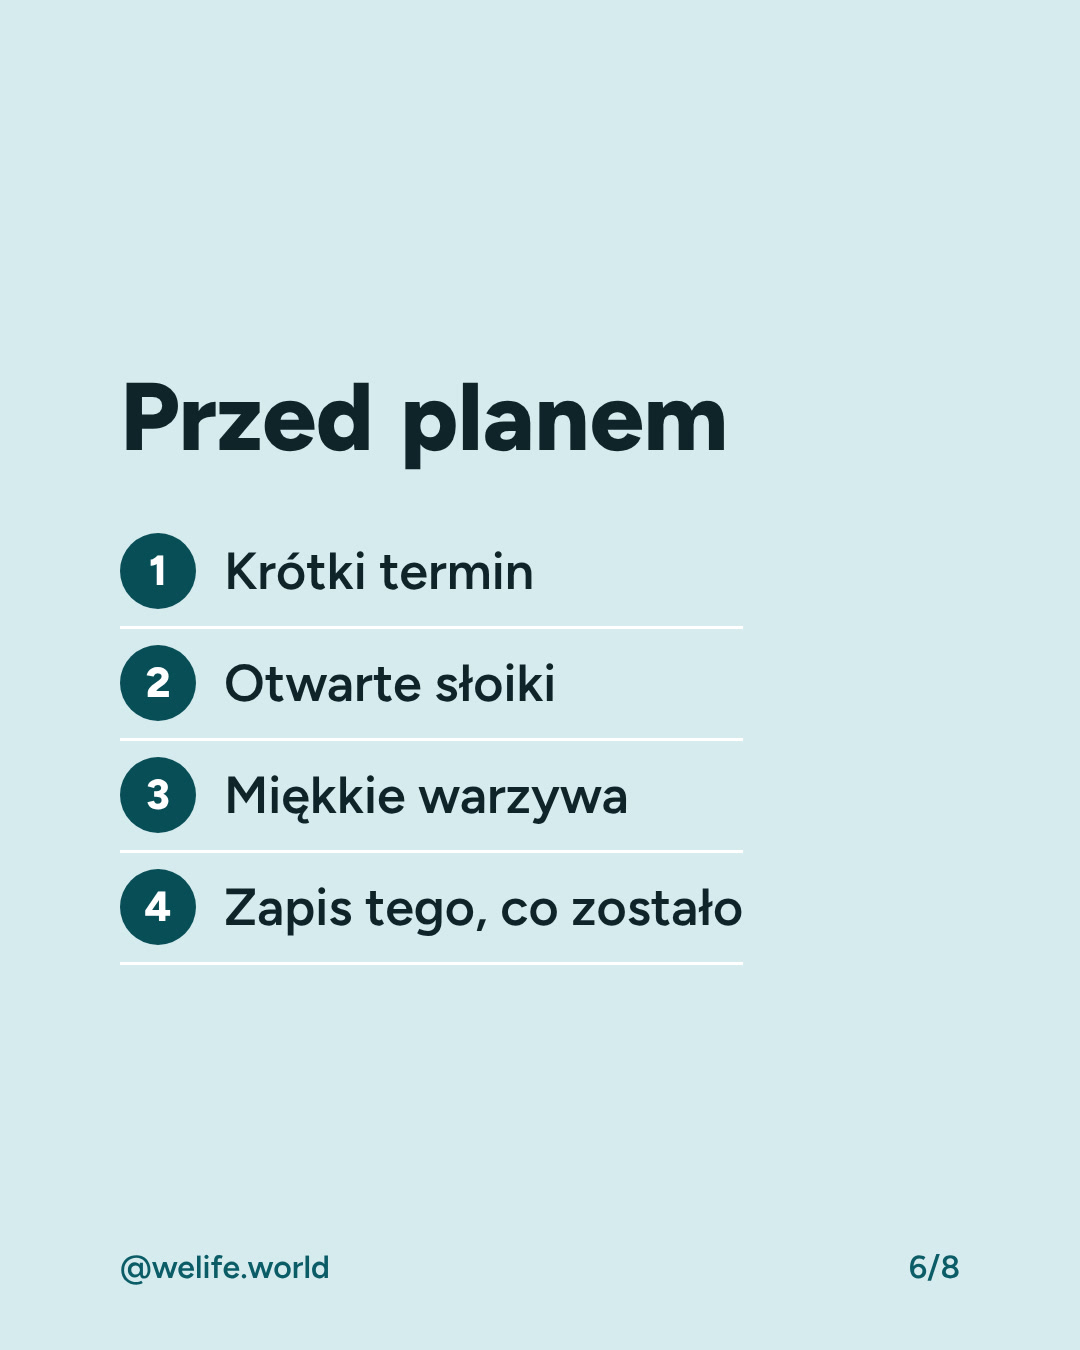 Przed planem
1 Krótki termin
2 Otwarte słoiki
3 Miękkie warzywa
4 Zapis tego, co zostało
@welife.world
6/8